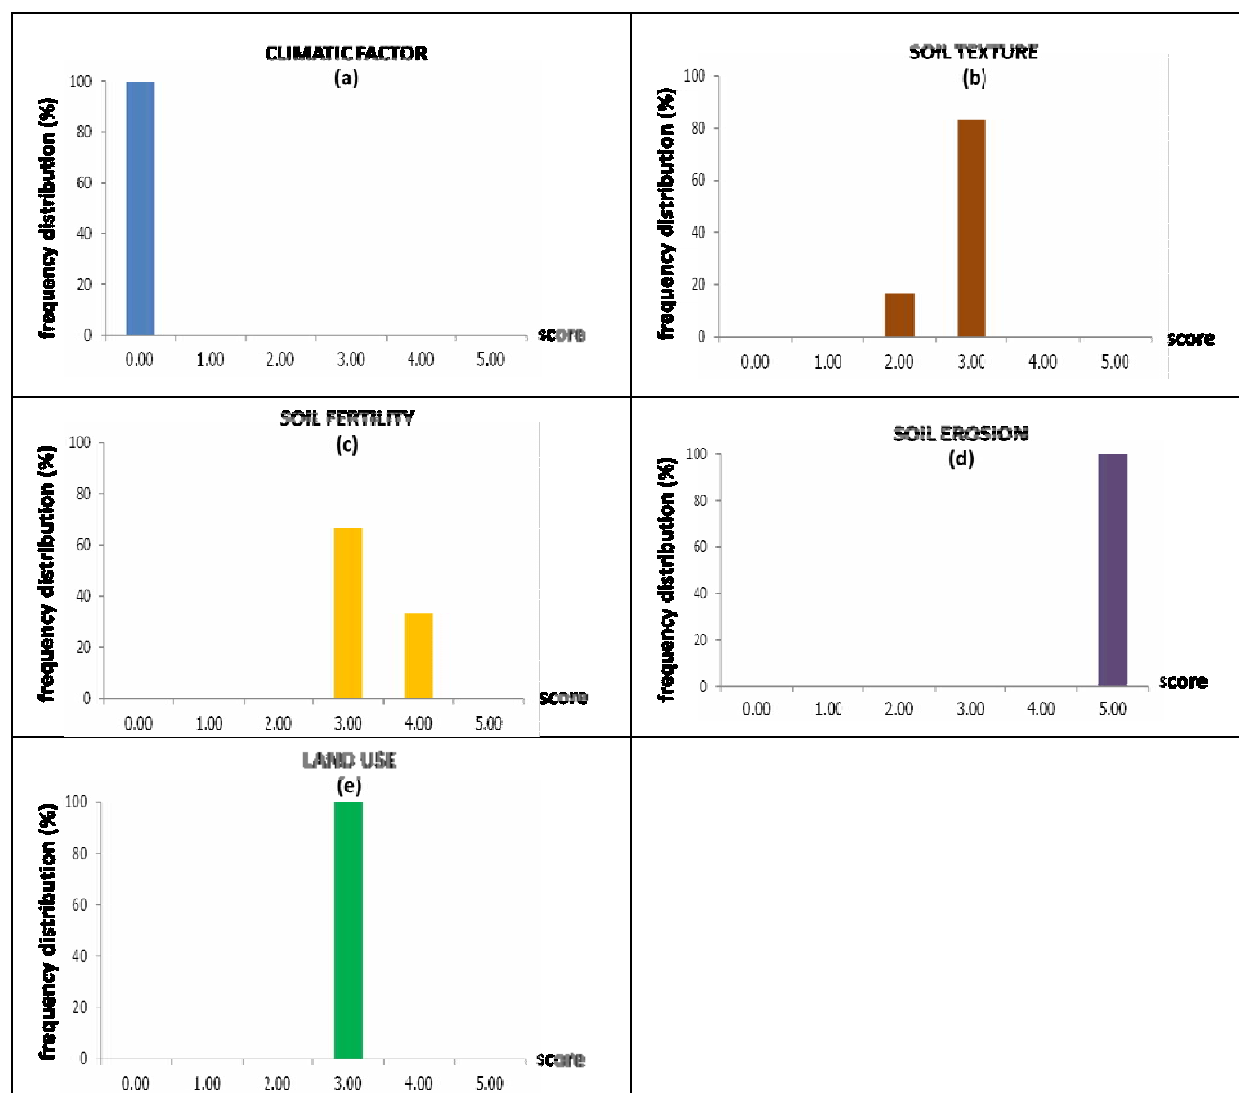 CLIMATIC FACTOR
(a)
frequency distribution (%)
100
80
60
40
20
0
0.00 1.00 2.00 3.00 4.00 5.00
score
SOIL TEXTURE
(b)
frequency distribution (%)
100
80
60
40
20
0
0.00 1.00 2.00 3.00 4.00 5.00
score
SOIL FERTILITY
(c)
frequency distribution (%)
100
80
60
40
20
0
0.00 1.00 2.00 3.00 4.00 5.00
score
SOIL EROSION
(d)
frequency distribution (%)
100
80
60
40
20
0
0.00 1.00 2.00 3.00 4.00 5.00
score
LAND USE
(e)
frequency distribution (%)
100
80
60
40
20
0
0.00 1.00 2.00 3.00 4.00 5.00
score